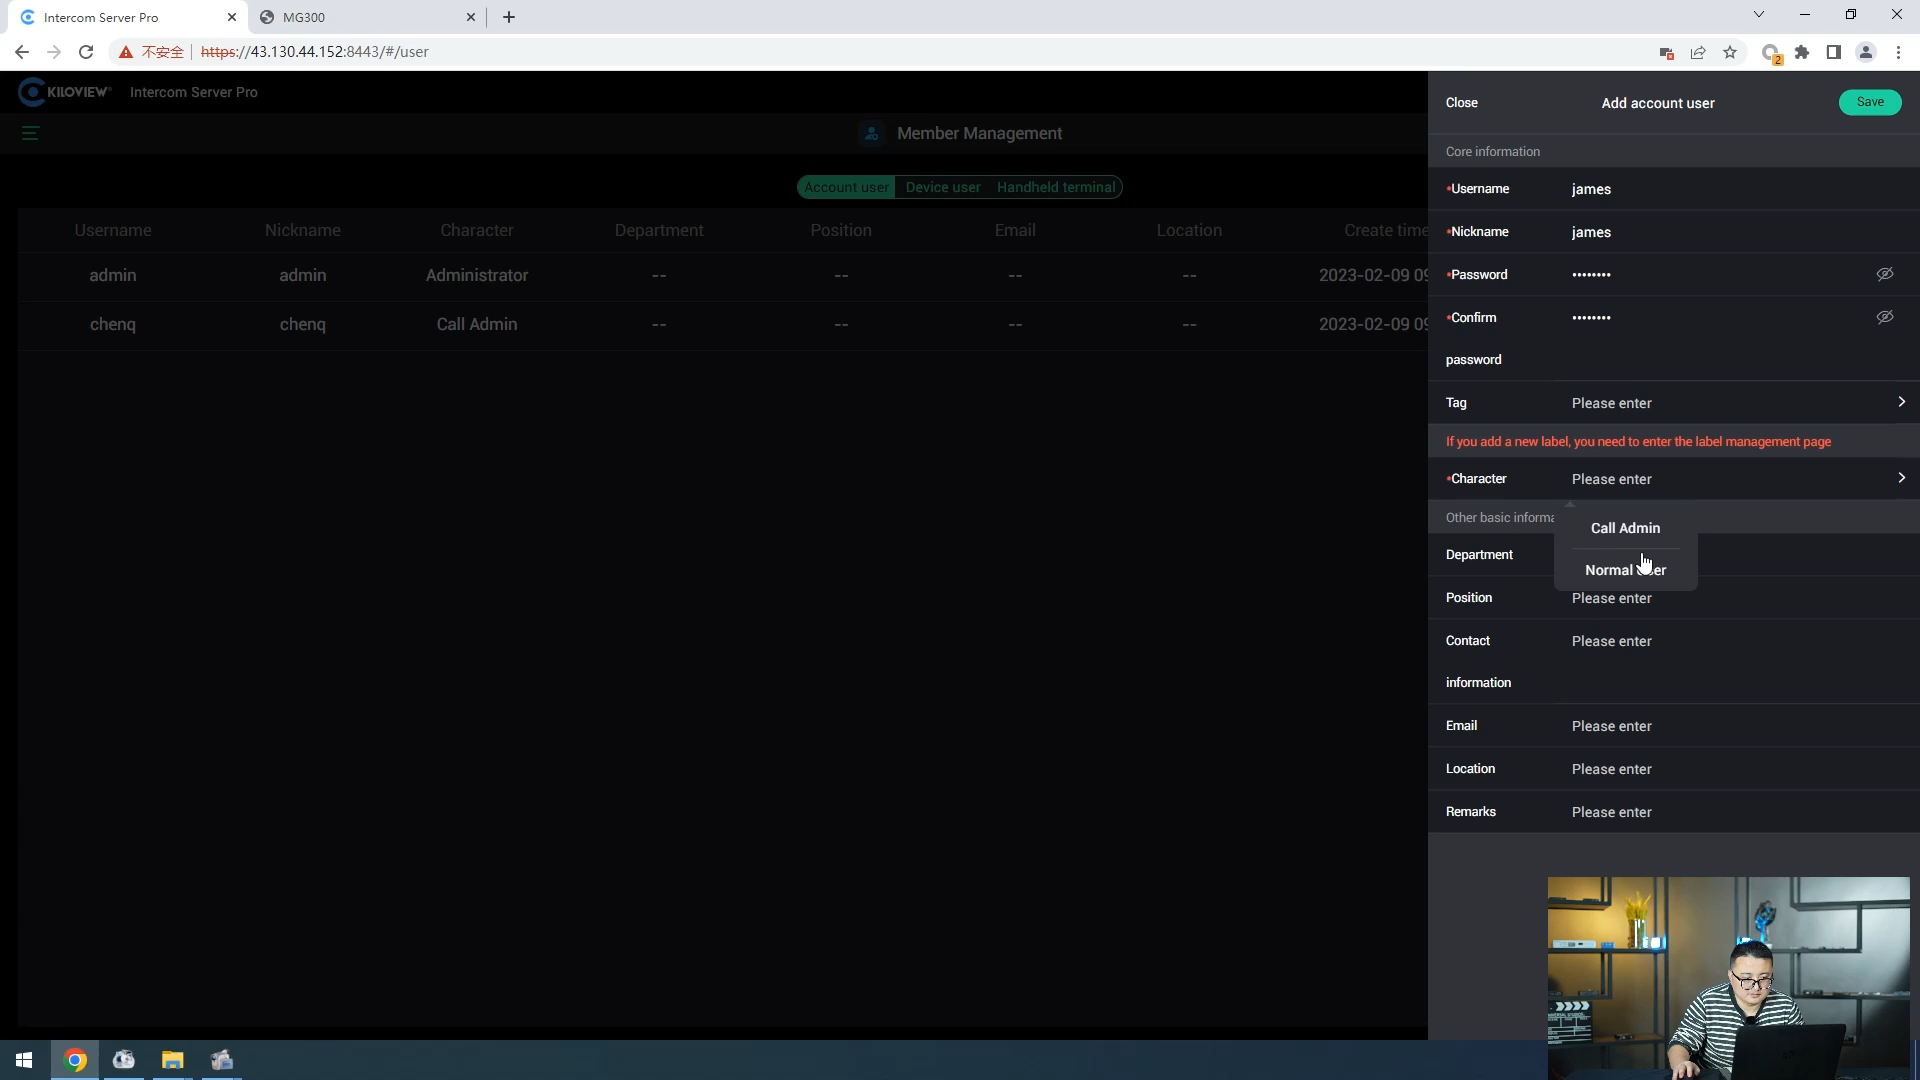 Intercom Server Pro
MG300
不安全 https://43.130.44.152:8443/#/user
2
KILOVIEW Intercom Server Pro
Member Management
Account user Device user Handheld terminal
Username Nickname Character Department Position Email Location Create time
admin admin Administrator -- -- -- -- 2023-02-09 09
chenq chenq Call Admin -- -- -- -- 2023-02-09 09
Close Add account user Save
Core information
*Username james
*Nickname james
*Password ••••••••
*Confirm ••••••••
password
Tag Please enter
If you add a new label, you need to enter the label management page
*Character Please enter
Other basic informa
Call Admin
Department
Normal
Position Please enter
Contact Please enter
information
Email Please enter
Location Please enter
Remarks Please enter